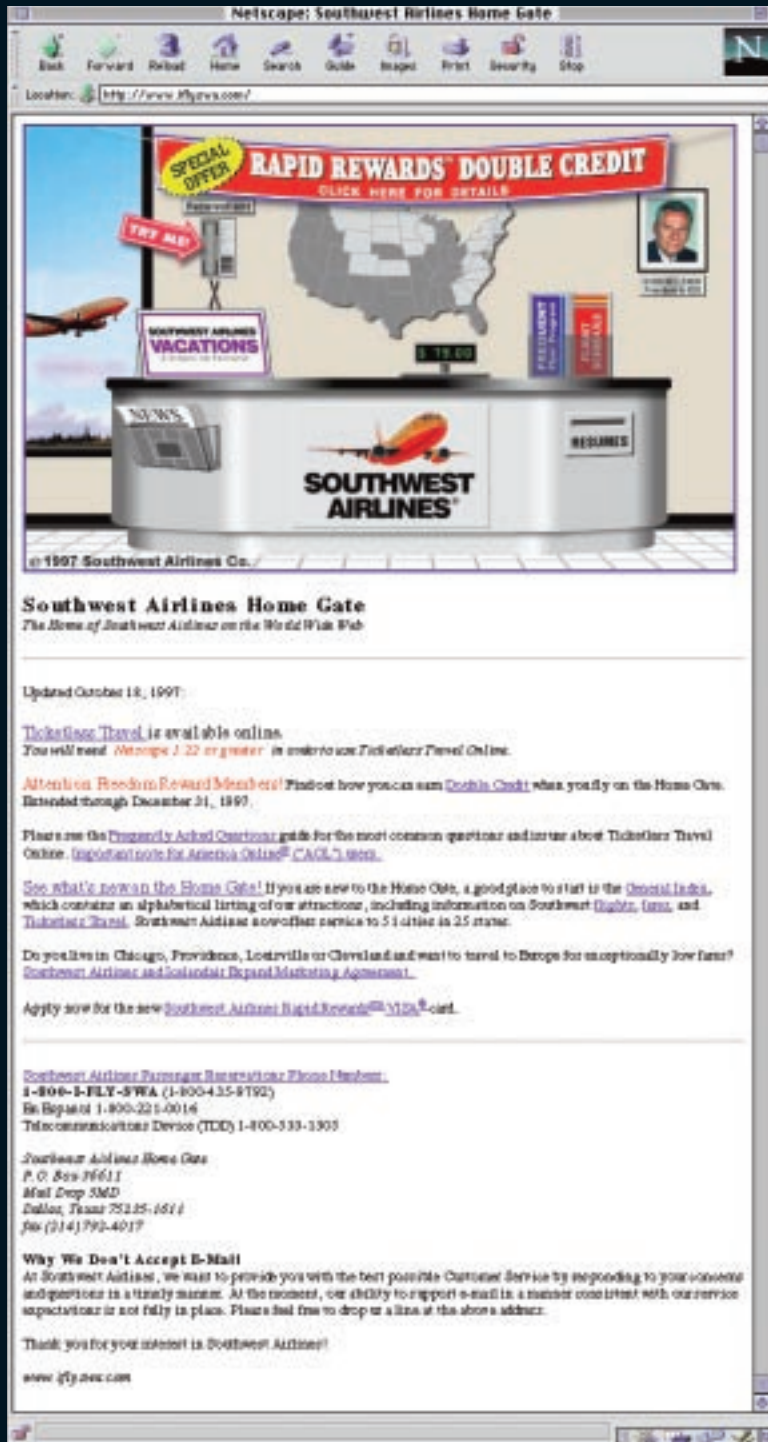 Netscape: Southwest Airlines Home Gate
Back Forward Reload Home Search Guide Images Print Security Stop
N
Location: http://www.iflyswa.com/
SPECIAL OFFER
RAPID REWARDS™ DOUBLE CREDIT
CLICK HERE FOR DETAILS
Reservations
TRY ME!
SOUTHWEST AIRLINES
VACATIONS
$ 79.00
FREQUENT
Flyer Program
FLIGHT
SCHEDULE
NEWS
RESUMES
SOUTHWEST
AIRLINES®
© 1997 Southwest Airlines Co.
Southwest Airlines Home Gate
The Home of Southwest Airlines on the World Wide Web
Updated October 18, 1997:
Ticketless Travel is available online.
You will need Netscape 1.22 or greater in order to use Ticketless Travel Online.
Attention Freedom Reward Members! Find out how you can earn Double Credit when you fly on the Home Gate.
Extended through December 31, 1997.
Please see the Frequently Asked Questions guide for the most common questions and issues about Ticketless Travel
Online. Important note for America Online® ("AOL") users.
See what's new on the Home Gate! If you are new to the Home Gate, a good place to start is the General Index,
which contains an alphabetical listing of our attractions, including information on Southwest flights, fares, and
Ticketless Travel. Southwest Airlines now offers service to 51 cities in 25 states.
Do you live in Chicago, Providence, Louisville or Cleveland and want to travel to Europe for exceptionally low fares?
Southwest Airlines and Icelandair Expand Marketing Agreement.
Apply now for the new Southwest Airlines Rapid Rewards VISA® card.
Southwest Airlines Passenger Reservations Phone Numbers:
1-800-I-FLY-SWA (1-800-435-9792)
En Espanol 1-800-221-0016
Telecommunications Device (TDD) 1-800-533-1305
Southwest Airlines Home Gate
P.O. Box 36611
Mail Drop 5MD
Dallas, Texas 75235-1611
fax (214) 792-4017
Why We Don't Accept E-Mail
At Southwest Airlines, we want to provide you with the best possible Customer Service by responding to your concerns
and questions in a timely manner. At the moment, our ability to support e-mail in a manner consistent with our service
expectations is not fully in place. Please feel free to drop us a line at the above address.
Thank you for your interest in Southwest Airlines!
www.iflyswa.com